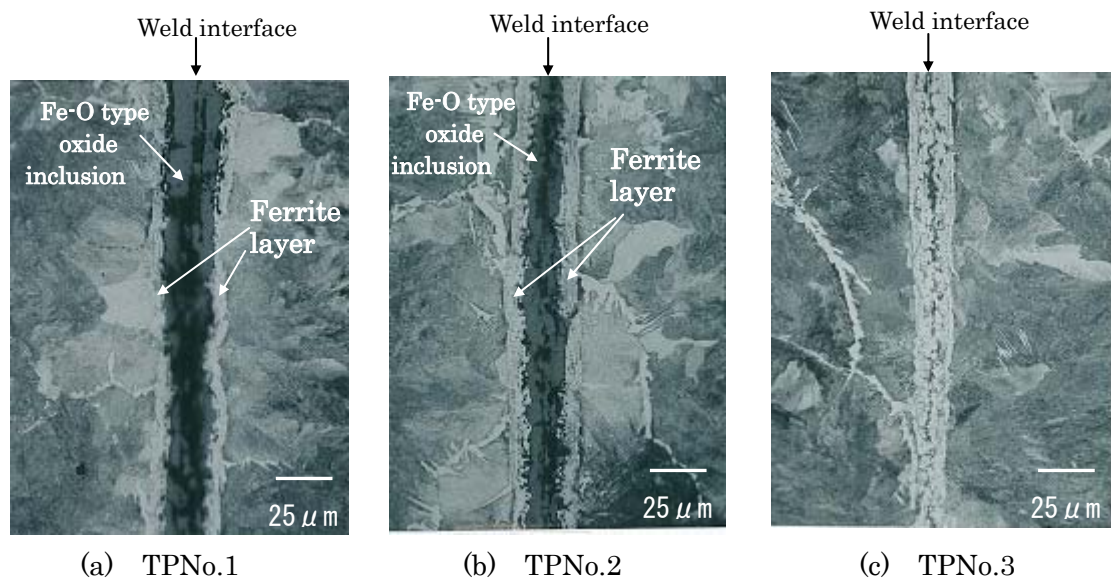 Weld interface
Fe-O type
oxide
inclusion
Ferrite
layer
25 μm
(a) TPNo.1
Weld interface
Fe-O type
oxide
inclusion
Ferrite
layer
25 μm
(b) TPNo.2
Weld interface
25 μm
(c) TPNo.3